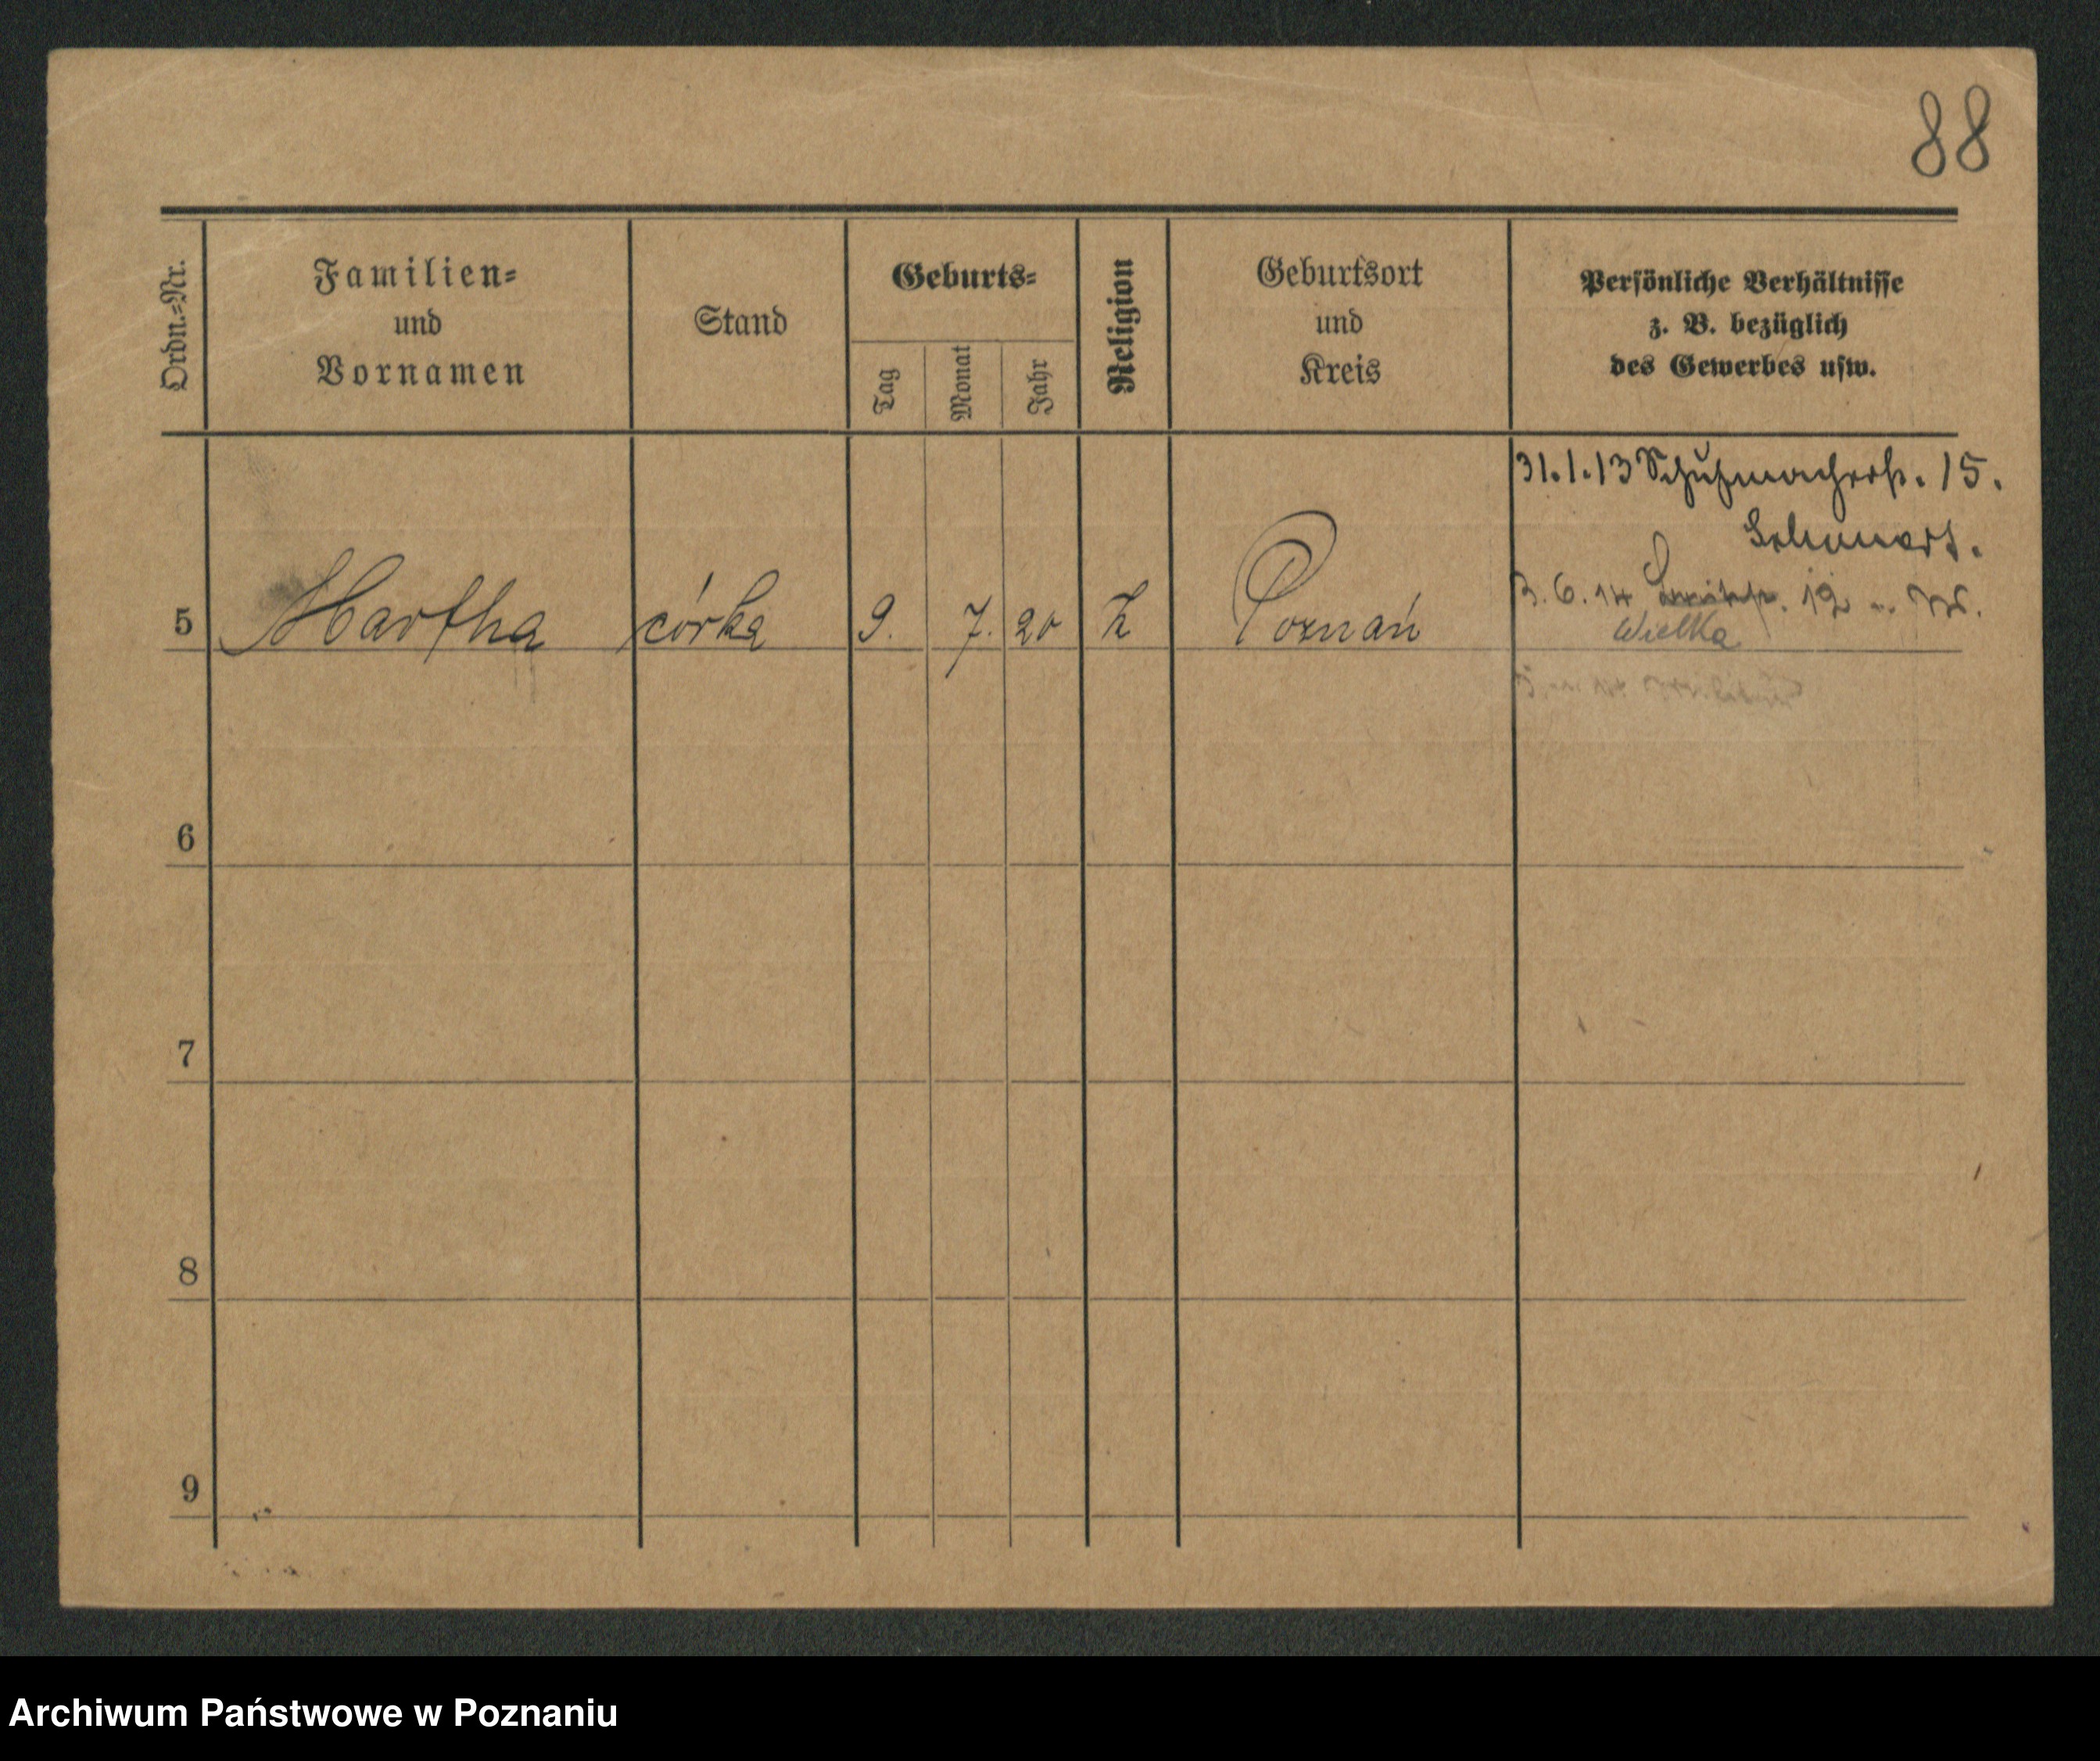 88
Ordn.=Nr.
Familien=
und
Vornamen
Stand
Geburts=
Tag
Monat
Jahr
Religion
Geburtsort
und
Kreis
Persönliche Verhältnisse
z. B. bezüglich
des Gewerbes usw.
31.1.13 Schuhmacherstr. 15.
5 Martha córka 9. 7. 20 k Poznań
6.14 12
Wielka
6
7
8
9
Archiwum Państwowe w Poznaniu